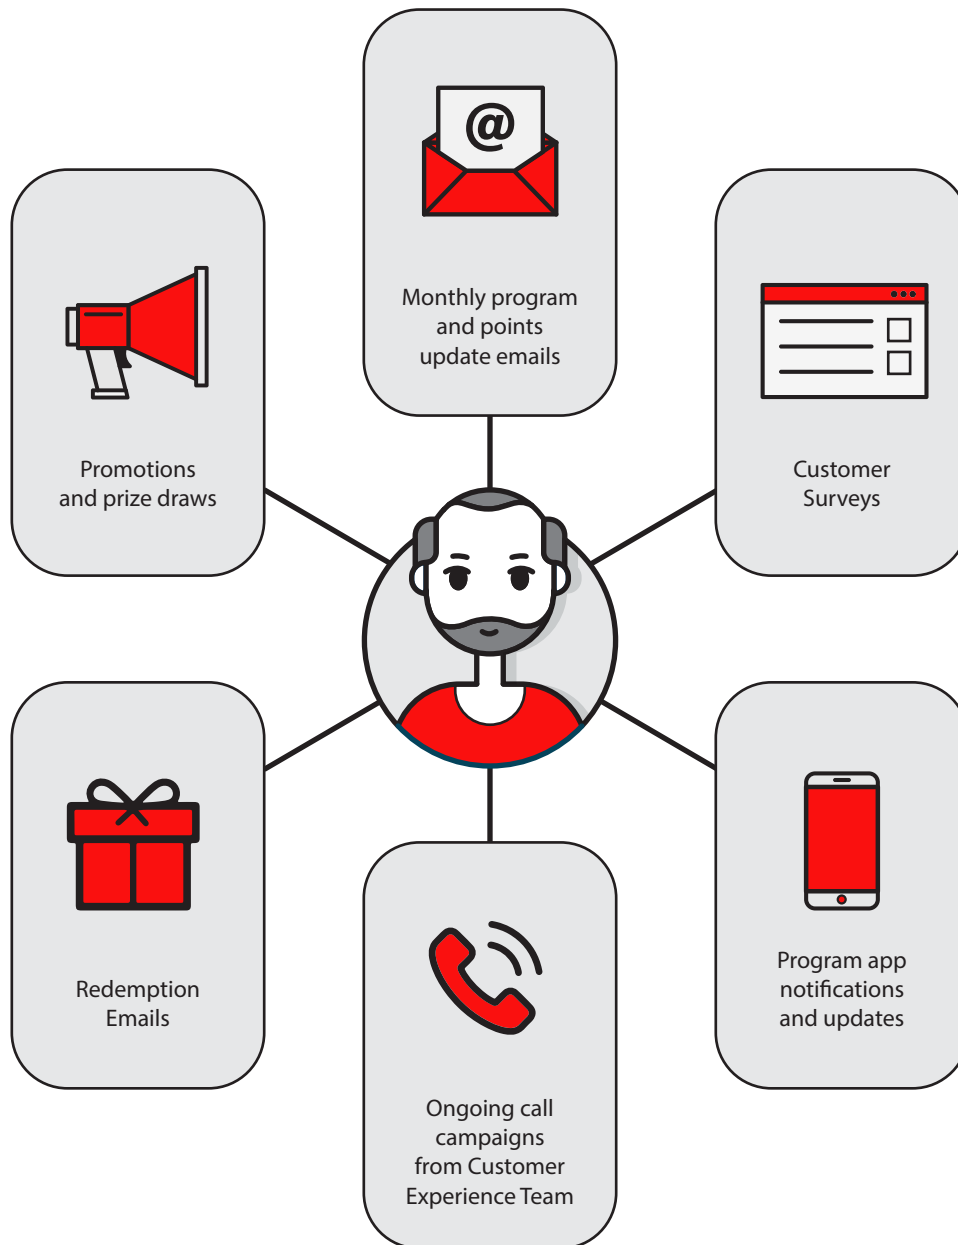 @
Monthly program
and points
update emails
Promotions
and prize draws
Customer
Surveys
Redemption
Emails
Program app
notifications
and updates
Ongoing call
campaigns
from Customer
Experience Team